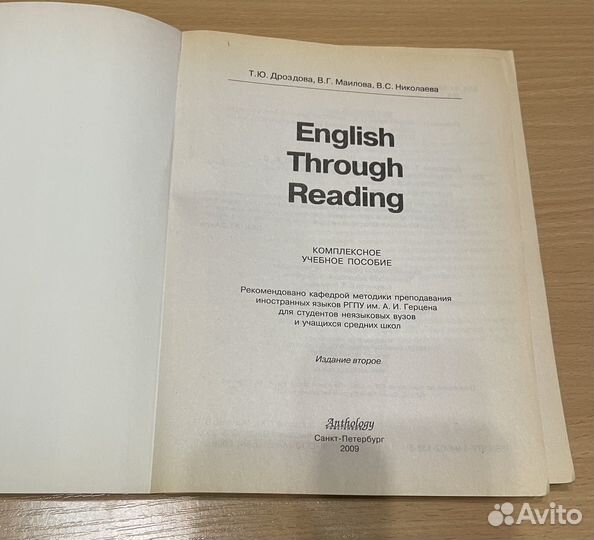 Т.Ю. Дроздова, В.Г. Маилова, В.С. Николаева
English
Through
Reading
КОМПЛЕКСНОЕ
УЧЕБНОЕ ПОСОБИЕ
Рекомендовано кафедрой методики преподавания
иностранных языков РГПУ им. А. И. Герцена
для студентов неязыковых вузов
и учащихся средних школ
Издание второе
Anthology
Санкт-Петербург
2009
Avito